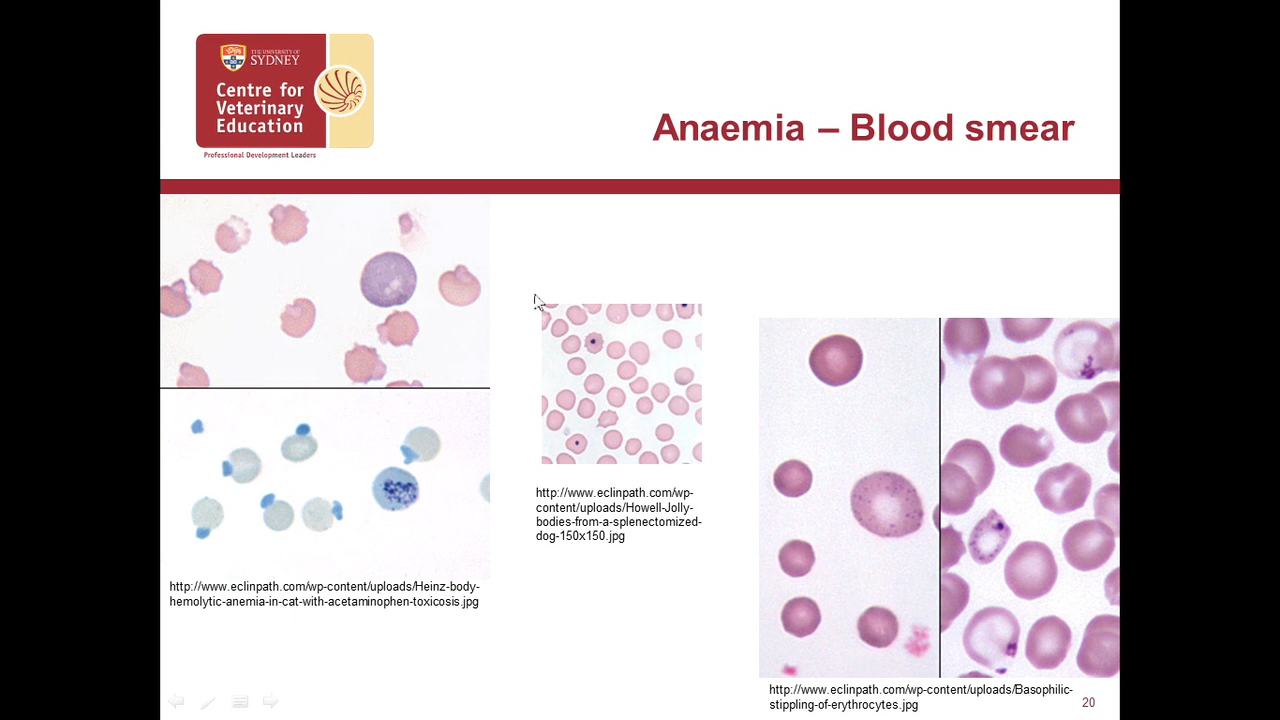 THE UNIVERSITY OF
SYDNEY
Centre for
Veterinary
Education
Professional Development Leaders
Anaemia – Blood smear
http://www.eclinpath.com/wp-content/uploads/Heinz-body-
hemolytic-anemia-in-cat-with-acetaminophen-toxicosis.jpg
http://www.eclinpath.com/wp-
content/uploads/Howell-Jolly-
bodies-from-a-splenectomized-
dog-150x150.jpg
http://www.eclinpath.com/wp-content/uploads/Basophilic-
stippling-of-erythrocytes.jpg
20